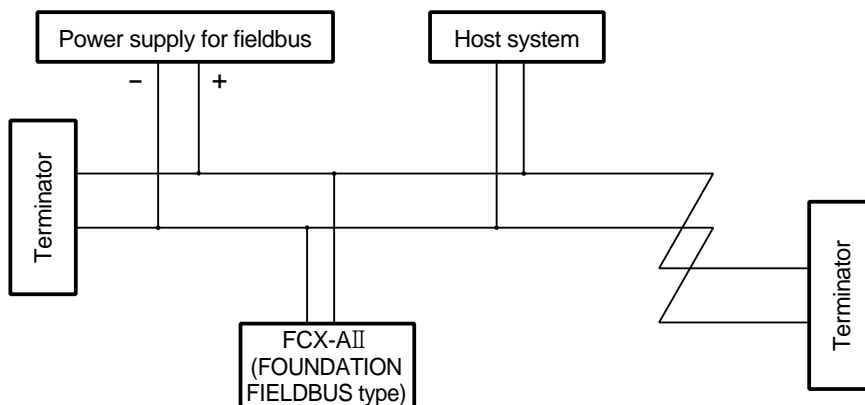 Power supply for fieldbus
Host system
− +
Terminator
Terminator
FCX-AⅡ
(FOUNDATION
FIELDBUS type)